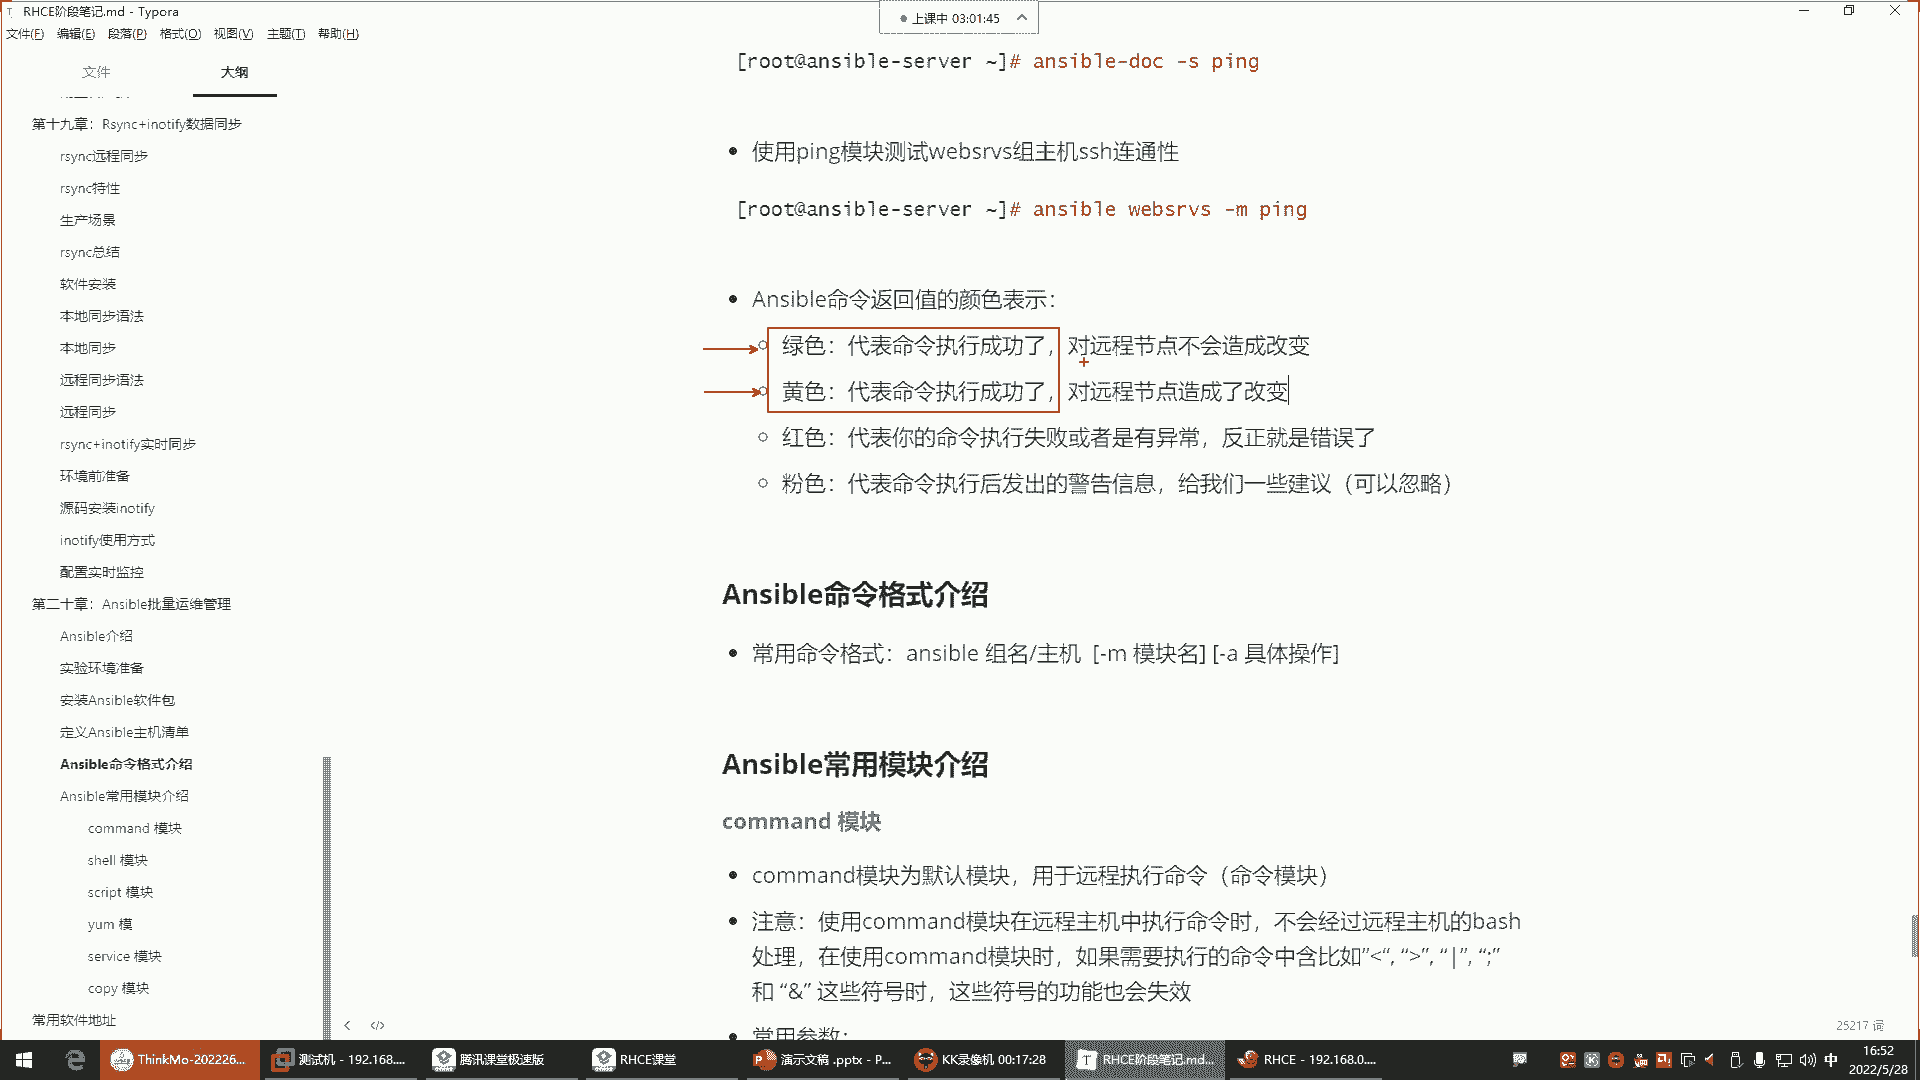 RHCE阶段笔记.md - Typora
上课中 03:01:45
文件(F) 编辑(E) 段落(P) 格式(O) 视图(V) 主题(T) 帮助(H)
文件 大纲
第十九章：Rsync+inotify数据同步
rsync远程同步
rsync特性
生产场景
rsync总结
软件安装
本地同步语法
本地同步
远程同步语法
远程同步
rsync+inotify实时同步
环境前准备
源码安装inotify
inotify使用方式
配置实时监控
第二十章：Ansible批量运维管理
Ansible介绍
实验环境准备
安装Ansible软件包
定义Ansible主机清单
Ansible命令格式介绍
Ansible常用模块介绍
command 模块
shell 模块
script 模块
yum 模
service 模块
copy 模块
常用软件地址
[root@ansible-server ~]# ansible-doc -s ping
使用ping模块测试websrvs组主机ssh连通性
[root@ansible-server ~]# ansible websrvs -m ping
Ansible命令返回值的颜色表示：
绿色：代表命令执行成功了，对远程节点不会造成改变
黄色：代表命令执行成功了，对远程节点造成了改变
红色：代表你的命令执行失败或者是有异常，反正就是错误了
粉色：代表命令执行后发出的警告信息，给我们一些建议（可以忽略）
Ansible命令格式介绍
常用命令格式：ansible 组名/主机 [-m 模块名] [-a 具体操作]
Ansible常用模块介绍
command 模块
command模块为默认模块，用于远程执行命令（命令模块）
注意：使用command模块在远程主机中执行命令时，不会经过远程主机的bash
处理，在使用command模块时，如果需要执行的命令中含比如”<“, “>”, “|”, “;”
和 “&” 这些符号时，这些符号的功能也会失效
常用参数：
25217 词
ThinkMo-202226...
测试机 - 192.168....
腾讯课堂极速版
RHCE课堂
演示文稿 .pptx - P...
KK录像机 00:17:28
RHCE阶段笔记.md...
RHCE - 192.168.0....
中
16:52
2022/5/28